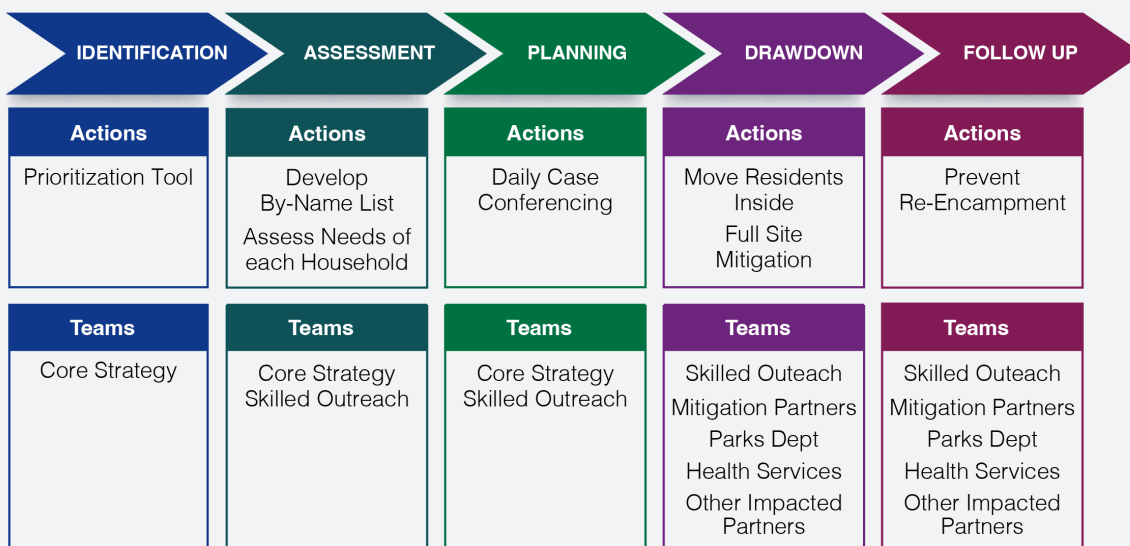 IDENTIFICATION
ASSESSMENT
PLANNING
DRAWDOWN
FOLLOW UP
Actions
Prioritization Tool
Actions
Develop
By-Name List
Assess Needs of
each Household
Actions
Daily Case
Conferencing
Actions
Move Residents
Inside
Full Site
Mitigation
Actions
Prevent
Re-Encampment
Teams
Core Strategy
Teams
Core Strategy
Skilled Outreach
Teams
Core Strategy
Skilled Outreach
Teams
Skilled Outeach
Mitigation Partners
Parks Dept
Health Services
Other Impacted
Partners
Teams
Skilled Outeach
Mitigation Partners
Parks Dept
Health Services
Other Impacted
Partners